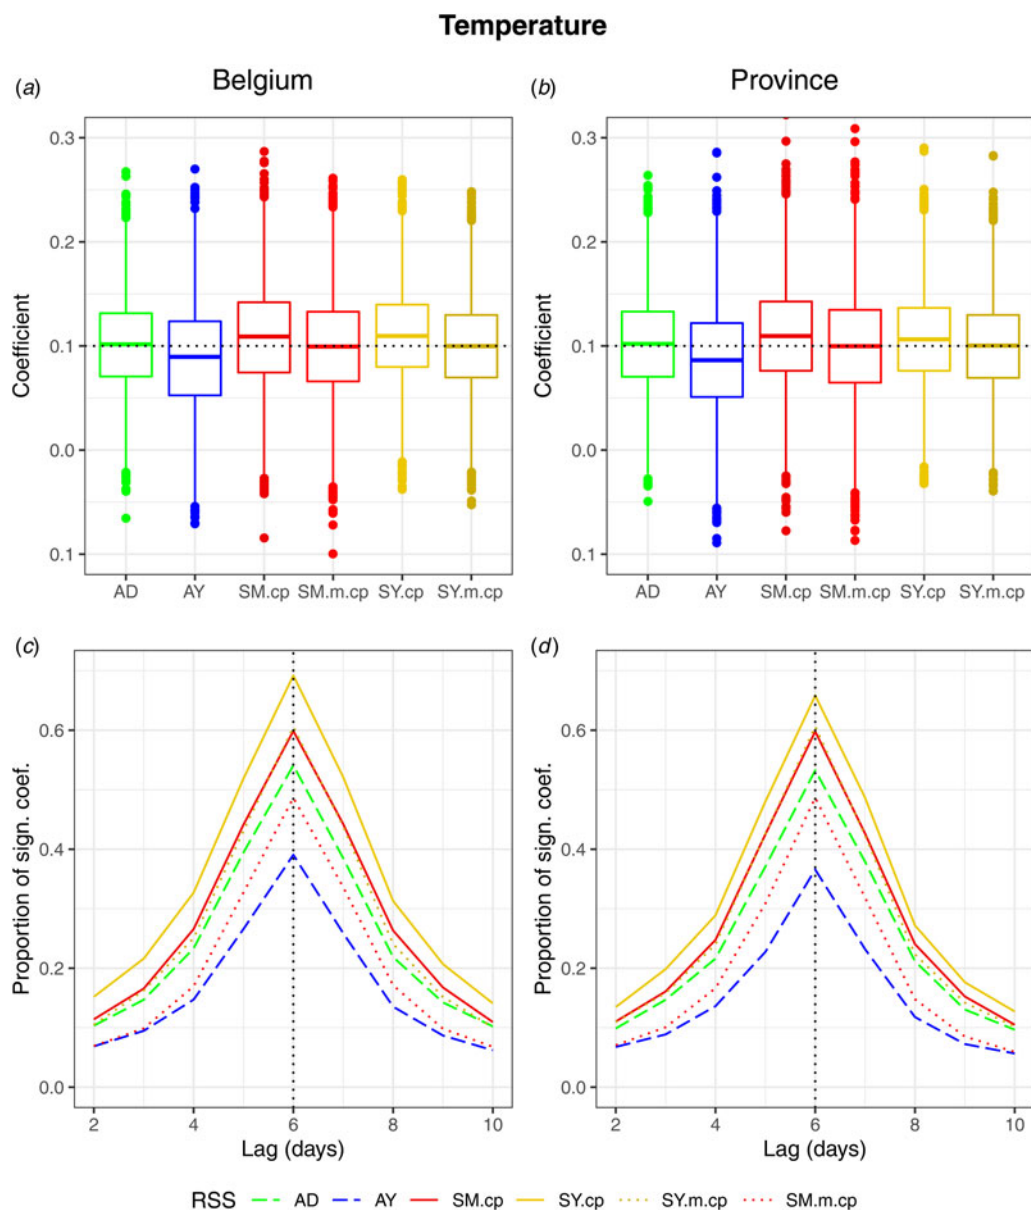 Temperature
(a) Belgium
(b) Province
Coefficient
0.3
0.2
0.1
0.0
0.1
AD AY SM.cp SM.m.cp SY.cp SY.m.cp
Coefficient
0.3
0.2
0.1
0.0
0.1
AD AY SM.cp SM.m.cp SY.cp SY.m.cp
(c)
(d)
Proportion of sign. coef.
0.6
0.4
0.2
0.0
2 4 6 8 10
Lag (days)
Proportion of sign. coef.
0.6
0.4
0.2
0.0
2 4 6 8 10
Lag (days)
RSS AD AY SM.cp SY.cp SY.m.cp SM.m.cp